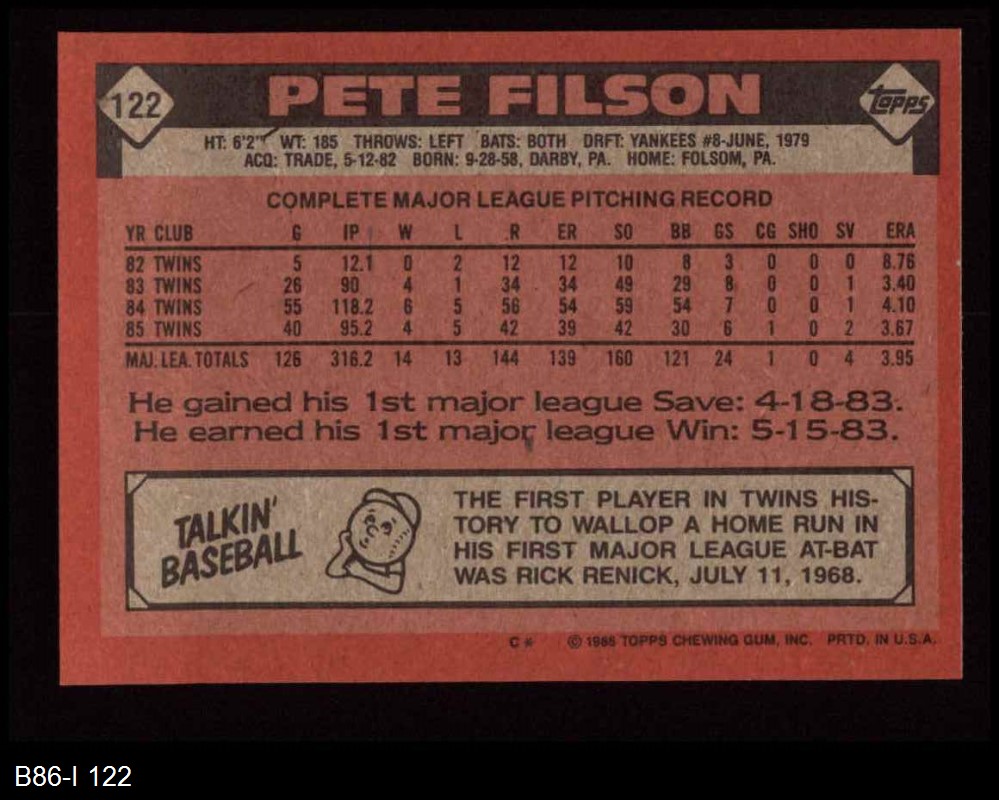 122
PETE FILSON
Topps
HT: 6'2" WT: 185 THROWS: LEFT BATS: BOTH DRFT: YANKEES #8-JUNE, 1979
ACQ: TRADE, 5-12-82 BORN: 9-28-58, DARBY, PA. HOME: FOLSOM, PA.
COMPLETE MAJOR LEAGUE PITCHING RECORD
YR CLUB G IP W L R ER SO BB GS CG SHO SV ERA
82 TWINS 5 12.1 0 2 12 12 10 8 3 0 0 0 8.76
83 TWINS 26 90 4 1 34 34 49 29 8 0 0 1 3.40
84 TWINS 55 118.2 6 5 56 54 59 54 7 0 0 1 4.10
85 TWINS 40 95.2 4 5 42 39 42 30 6 1 0 2 3.67
MAJ. LEA. TOTALS 126 316.2 14 13 144 139 160 121 24 1 0 4 3.95
He gained his 1st major league Save: 4-18-83.
He earned his 1st major league Win: 5-15-83.
TALKIN'
BASEBALL
THE FIRST PLAYER IN TWINS HIS-
TORY TO WALLOP A HOME RUN IN
HIS FIRST MAJOR LEAGUE AT-BAT
WAS RICK RENICK, JULY 11, 1968.
C* © 1986 TOPPS CHEWING GUM, INC. PRTD. IN U.S.A.
B86-I 122